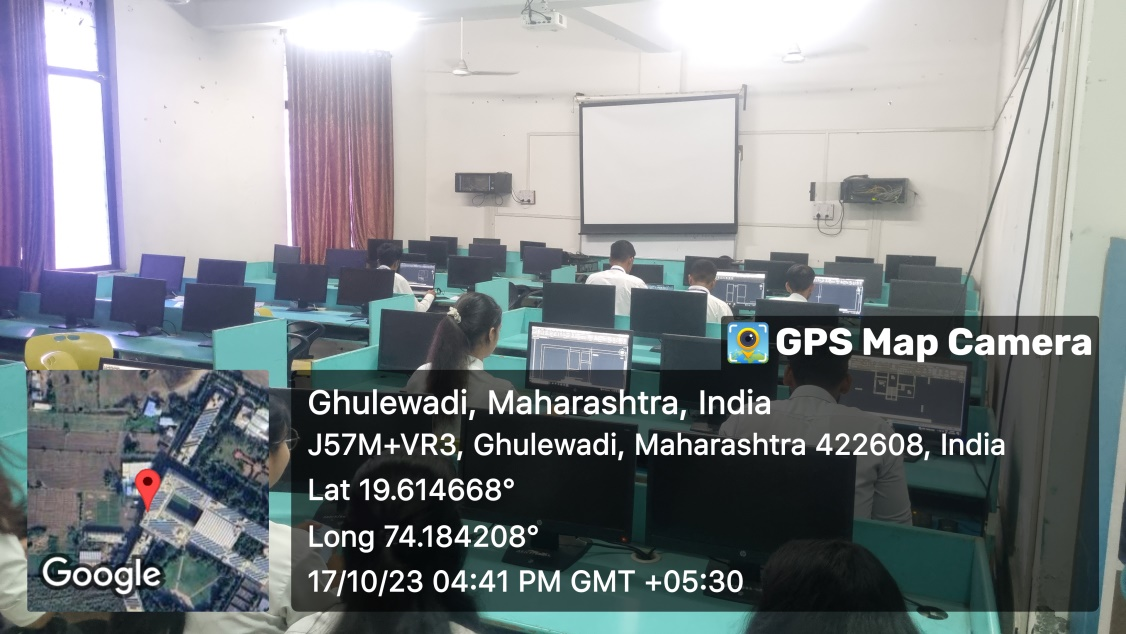 GPS Map Camera
Ghulewadi, Maharashtra, India
J57M+VR3, Ghulewadi, Maharashtra 422608, India
Lat 19.614668°
Long 74.184208°
17/10/23 04:41 PM GMT +05:30
Google